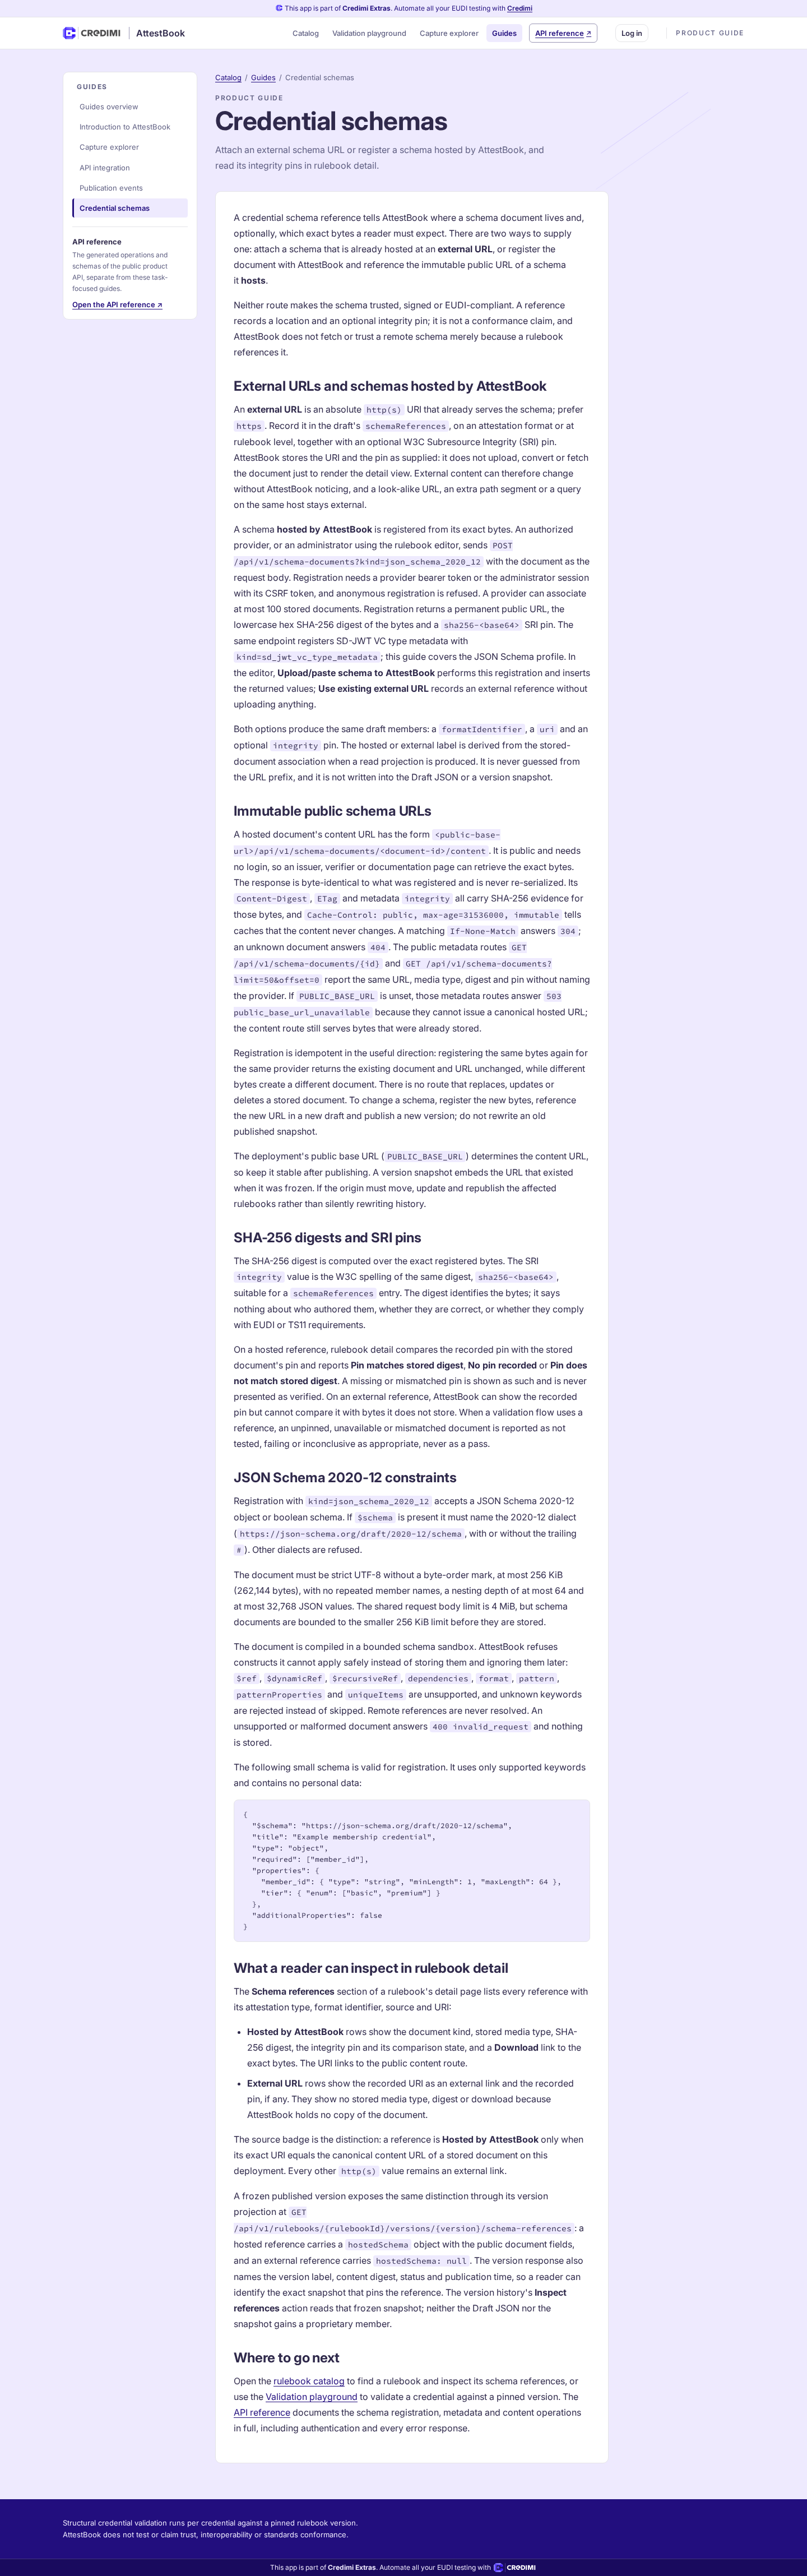 This app is part of Credimi Extras. Automate all your EUDI testing with Credimi
CREDIMI AttestBook
Catalog Validation playground Capture explorer Guides API reference ↗ Log in PRODUCT GUIDE
GUIDES
Guides overview
Introduction to AttestBook
Capture explorer
API integration
Publication events
Credential schemas
API reference
The generated operations and
schemas of the public product
API, separate from these task-
focused guides.
Open the API reference ↗
Catalog / Guides / Credential schemas
PRODUCT GUIDE
Credential schemas
Attach an external schema URL or register a schema hosted by AttestBook, and
read its integrity pins in rulebook detail.
A credential schema reference tells AttestBook where a schema document lives and,
optionally, which exact bytes a reader must expect. There are two ways to supply
one: attach a schema that is already hosted at an external URL, or register the
document with AttestBook and reference the immutable public URL of a schema
it hosts.
Neither route makes the schema trusted, signed or EUDI-compliant. A reference
records a location and an optional integrity pin; it is not a conformance claim, and
AttestBook does not fetch or trust a remote schema merely because a rulebook
references it.
External URLs and schemas hosted by AttestBook
An external URL is an absolute http(s) URI that already serves the schema; prefer
https. Record it in the draft's schemaReferences, on an attestation format or at
rulebook level, together with an optional W3C Subresource Integrity (SRI) pin.
AttestBook stores the URI and the pin as supplied: it does not upload, convert or fetch
the document just to render the detail view. External content can therefore change
without AttestBook noticing, and a look-alike URL, an extra path segment or a query
on the same host stays external.
A schema hosted by AttestBook is registered from its exact bytes. An authorized
provider, or an administrator using the rulebook editor, sends POST
/api/v1/schema-documents?kind=json_schema_2020_12 with the document as the
request body. Registration needs a provider bearer token or the administrator session
with its CSRF token, and anonymous registration is refused. A provider can associate
at most 100 stored documents. Registration returns a permanent public URL, the
lowercase hex SHA-256 digest of the bytes and a sha256-<base64> SRI pin. The
same endpoint registers SD-JWT VC type metadata with
kind=sd_jwt_vc_type_metadata; this guide covers the JSON Schema profile. In
the editor, Upload/paste schema to AttestBook performs this registration and inserts
the returned values; Use existing external URL records an external reference without
uploading anything.
Both options produce the same draft members: a formatIdentifier, a uri and an
optional integrity pin. The hosted or external label is derived from the stored-
document association when a read projection is produced. It is never guessed from
the URL prefix, and it is not written into the Draft JSON or a version snapshot.
Immutable public schema URLs
A hosted document's content URL has the form <public-base-
url>/api/v1/schema-documents/<document-id>/content. It is public and needs
no login, so an issuer, verifier or documentation page can retrieve the exact bytes.
The response is byte-identical to what was registered and is never re-serialized. Its
Content-Digest, ETag and metadata integrity all carry SHA-256 evidence for
those bytes, and Cache-Control: public, max-age=31536000, immutable tells
caches that the content never changes. A matching If-None-Match answers 304;
an unknown document answers 404. The public metadata routes GET
/api/v1/schema-documents/{id} and GET /api/v1/schema-documents?
limit=50&offset=0 report the same URL, media type, digest and pin without naming
the provider. If PUBLIC_BASE_URL is unset, those metadata routes answer 503
public_base_url_unavailable because they cannot issue a canonical hosted URL;
the content route still serves bytes that were already stored.
Registration is idempotent in the useful direction: registering the same bytes again for
the same provider returns the existing document and URL unchanged, while different
bytes create a different document. There is no route that replaces, updates or
deletes a stored document. To change a schema, register the new bytes, reference
the new URL in a new draft and publish a new version; do not rewrite an old
published snapshot.
The deployment's public base URL (PUBLIC_BASE_URL) determines the content URL,
so keep it stable after publishing. A version snapshot embeds the URL that existed
when it was frozen. If the origin must move, update and republish the affected
rulebooks rather than silently rewriting history.
SHA-256 digests and SRI pins
The SHA-256 digest is computed over the exact registered bytes. The SRI
integrity value is the W3C spelling of the same digest, sha256-<base64>,
suitable for a schemaReferences entry. The digest identifies the bytes; it says
nothing about who authored them, whether they are correct, or whether they comply
with EUDI or TS11 requirements.
On a hosted reference, rulebook detail compares the recorded pin with the stored
document's pin and reports Pin matches stored digest, No pin recorded or Pin does
not match stored digest. A missing or mismatched pin is shown as such and is never
presented as verified. On an external reference, AttestBook can show the recorded
pin but cannot compare it with bytes it does not store. When a validation flow uses a
reference, an unpinned, unavailable or mismatched document is reported as not
tested, failing or inconclusive as appropriate, never as a pass.
JSON Schema 2020-12 constraints
Registration with kind=json_schema_2020_12 accepts a JSON Schema 2020-12
object or boolean schema. If $schema is present it must name the 2020-12 dialect
(https://json-schema.org/draft/2020-12/schema, with or without the trailing
#). Other dialects are refused.
The document must be strict UTF-8 without a byte-order mark, at most 256 KiB
(262,144 bytes), with no repeated member names, a nesting depth of at most 64 and
at most 32,768 JSON values. The shared request body limit is 4 MiB, but schema
documents are bounded to the smaller 256 KiB limit before they are stored.
The document is compiled in a bounded schema sandbox. AttestBook refuses
constructs it cannot apply safely instead of storing them and ignoring them later:
$ref, $dynamicRef, $recursiveRef, dependencies, format, pattern,
patternProperties and uniqueItems are unsupported, and unknown keywords
are rejected instead of skipped. Remote references are never resolved. An
unsupported or malformed document answers 400 invalid_request and nothing
is stored.
The following small schema is valid for registration. It uses only supported keywords
and contains no personal data:
{
"$schema": "https://json-schema.org/draft/2020-12/schema",
"title": "Example membership credential",
"type": "object",
"required": ["member_id"],
"properties": {
"member_id": { "type": "string", "minLength": 1, "maxLength": 64 },
"tier": { "enum": ["basic", "premium"] }
},
"additionalProperties": false
}
What a reader can inspect in rulebook detail
The Schema references section of a rulebook's detail page lists every reference with
its attestation type, format identifier, source and URI:
• Hosted by AttestBook rows show the document kind, stored media type, SHA-
256 digest, the integrity pin and its comparison state, and a Download link to the
exact bytes. The URI links to the public content route.
• External URL rows show the recorded URI as an external link and the recorded
pin, if any. They show no stored media type, digest or download because
AttestBook holds no copy of the document.
The source badge is the distinction: a reference is Hosted by AttestBook only when
its exact URI equals the canonical content URL of a stored document on this
deployment. Every other http(s) value remains an external link.
A frozen published version exposes the same distinction through its version
projection at GET
/api/v1/rulebooks/{rulebookId}/versions/{version}/schema-references: a
hosted reference carries a hostedSchema object with the public document fields,
and an external reference carries hostedSchema: null. The version response also
names the version label, content digest, status and publication time, so a reader can
identify the exact snapshot that pins the reference. The version history's Inspect
references action reads that frozen snapshot; neither the Draft JSON nor the
snapshot gains a proprietary member.
Where to go next
Open the rulebook catalog to find a rulebook and inspect its schema references, or
use the Validation playground to validate a credential against a pinned version. The
API reference documents the schema registration, metadata and content operations
in full, including authentication and every error response.
Structural credential validation runs per credential against a pinned rulebook version.
AttestBook does not test or claim trust, interoperability or standards conformance.
This app is part of Credimi Extras. Automate all your EUDI testing with CREDIMI